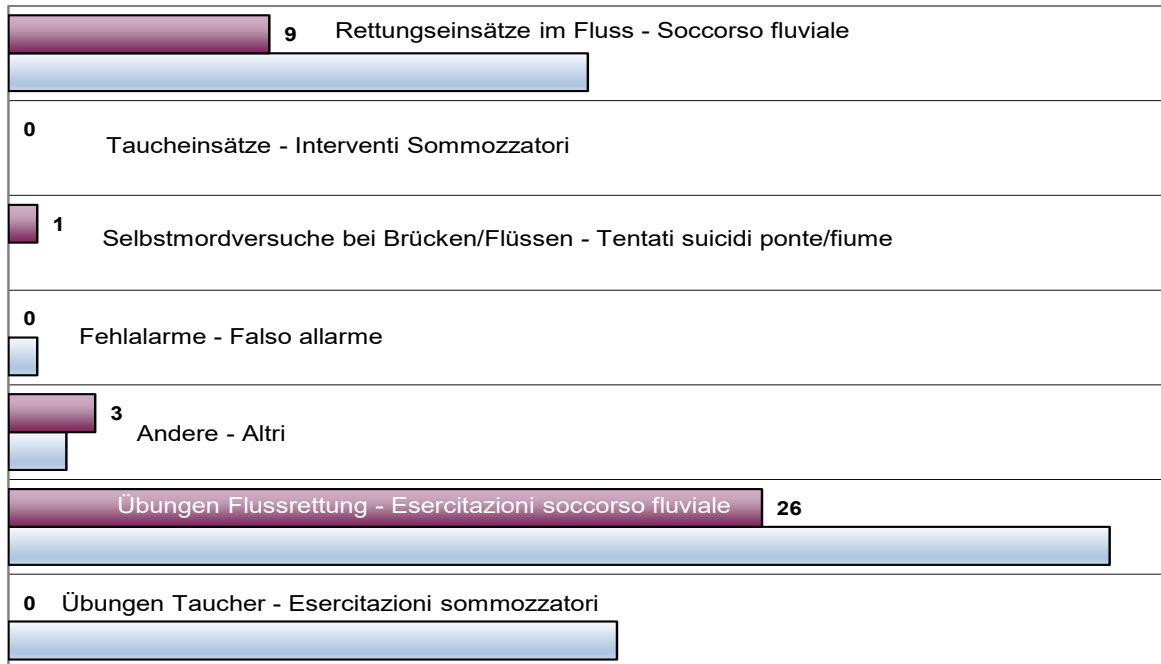 9 Rettungseinsätze im Fluss - Soccorso fluviale
0 Taucheinsätze - Interventi Sommozzatori
1 Selbstmordversuche bei Brücken/Flüssen - Tentati suicidi ponte/fiume
0 Fehlalarme - Falso allarme
3 Andere - Altri
Übungen Flussrettung - Esercitazioni soccorso fluviale 26
0 Übungen Taucher - Esercitazioni sommozzatori